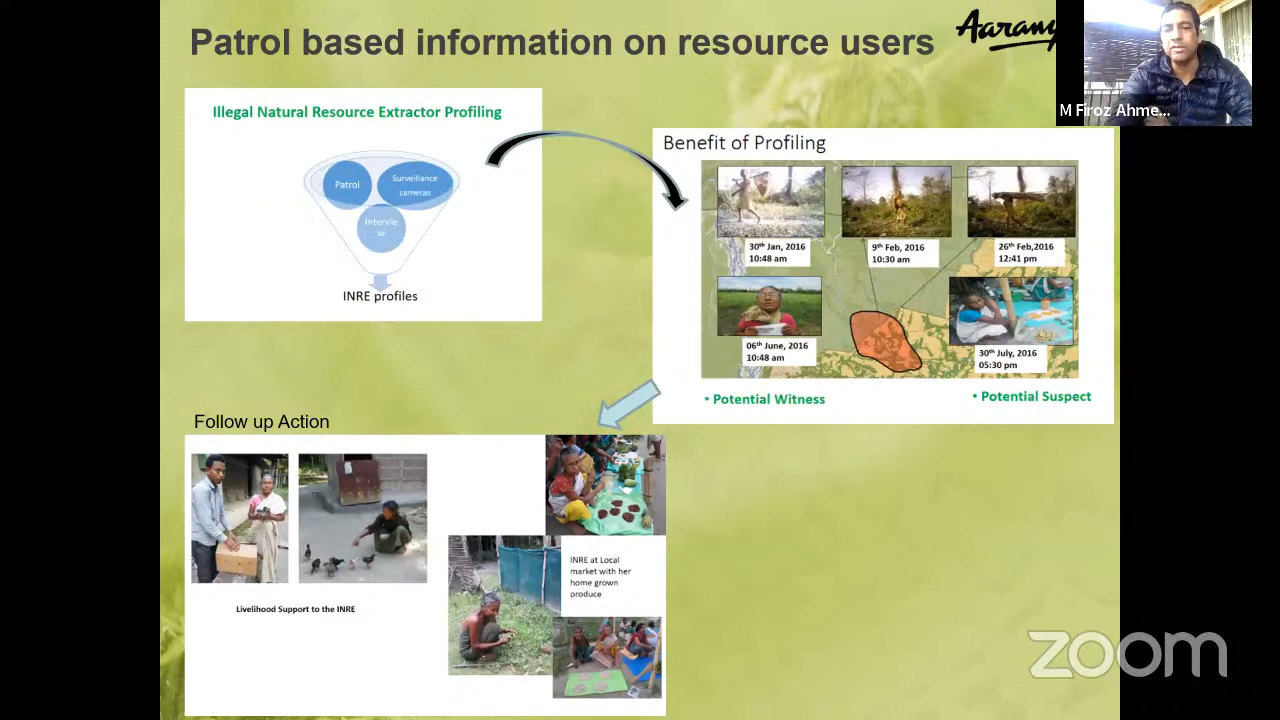 Patrol based information on resource users
M Firoz Ahme...
Illegal Natural Resource Extractor Profiling
Patrol
Surveillance
cameras
Intervie
w
INRE profiles
Benefit of Profiling
30th Jan, 2016
10:48 am
9th Feb, 2016
10:30 am
26th Feb,2016
12:41 pm
06th June, 2016
10:48 am
30th July, 2016
05:30 pm
• Potential Witness
• Potential Suspect
Follow up Action
INRE at Local
market with her
home grown
produce
Livelihood Support to the INRE
zoom